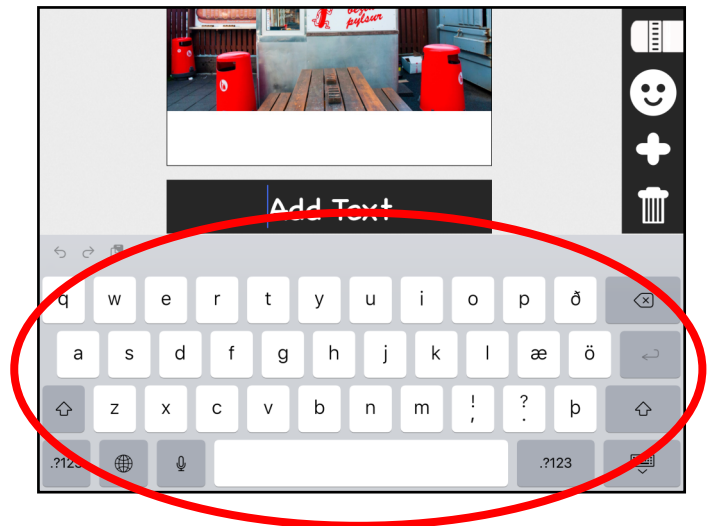 pylsur
Add Text
q w e r t y u i o p ð
a s d f g h j k l æ ö
z x c v b n m ! , ? . þ
.?123 .?123